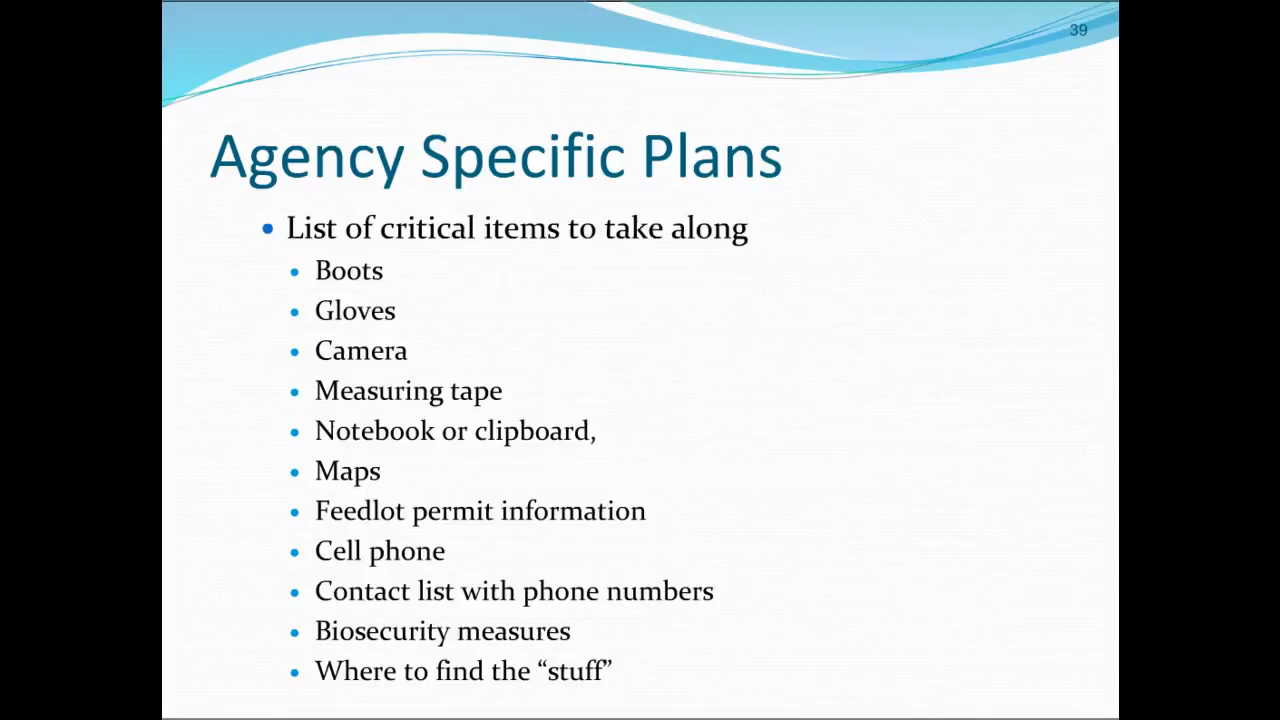 39
Agency Specific Plans
• List of critical items to take along
• Boots
• Gloves
• Camera
• Measuring tape
• Notebook or clipboard,
• Maps
• Feedlot permit information
• Cell phone
• Contact list with phone numbers
• Biosecurity measures
• Where to find the “stuff”